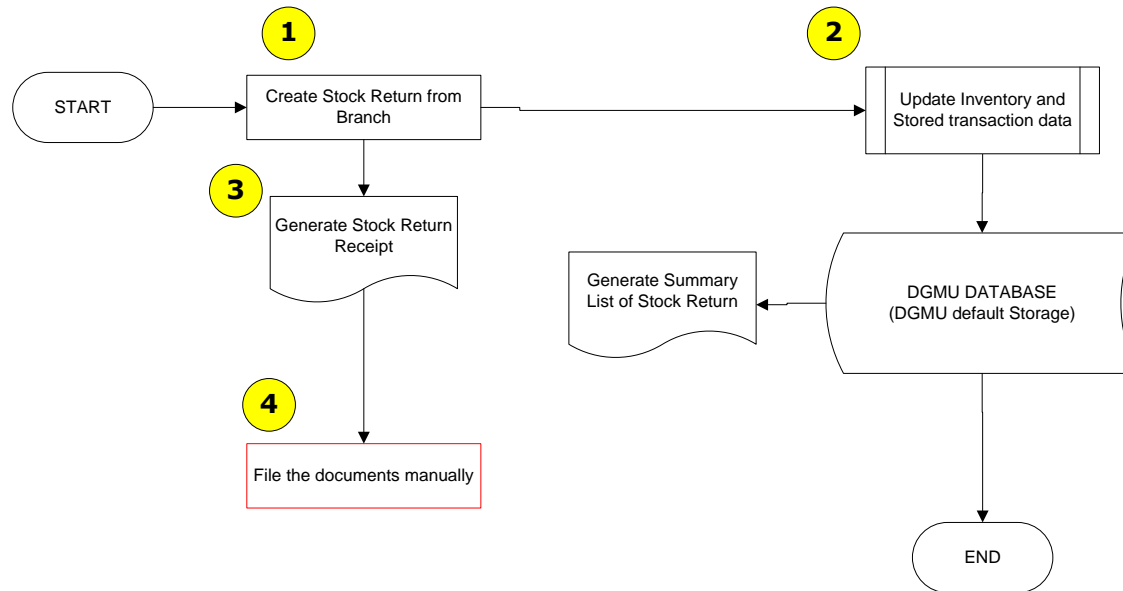 1
2
START
Create Stock Return from
Branch
Update Inventory and
Stored transaction data
3
Generate Stock Return
Receipt
Generate Summary
List of Stock Return
DGMU DATABASE
(DGMU default Storage)
4
File the documents manually
END